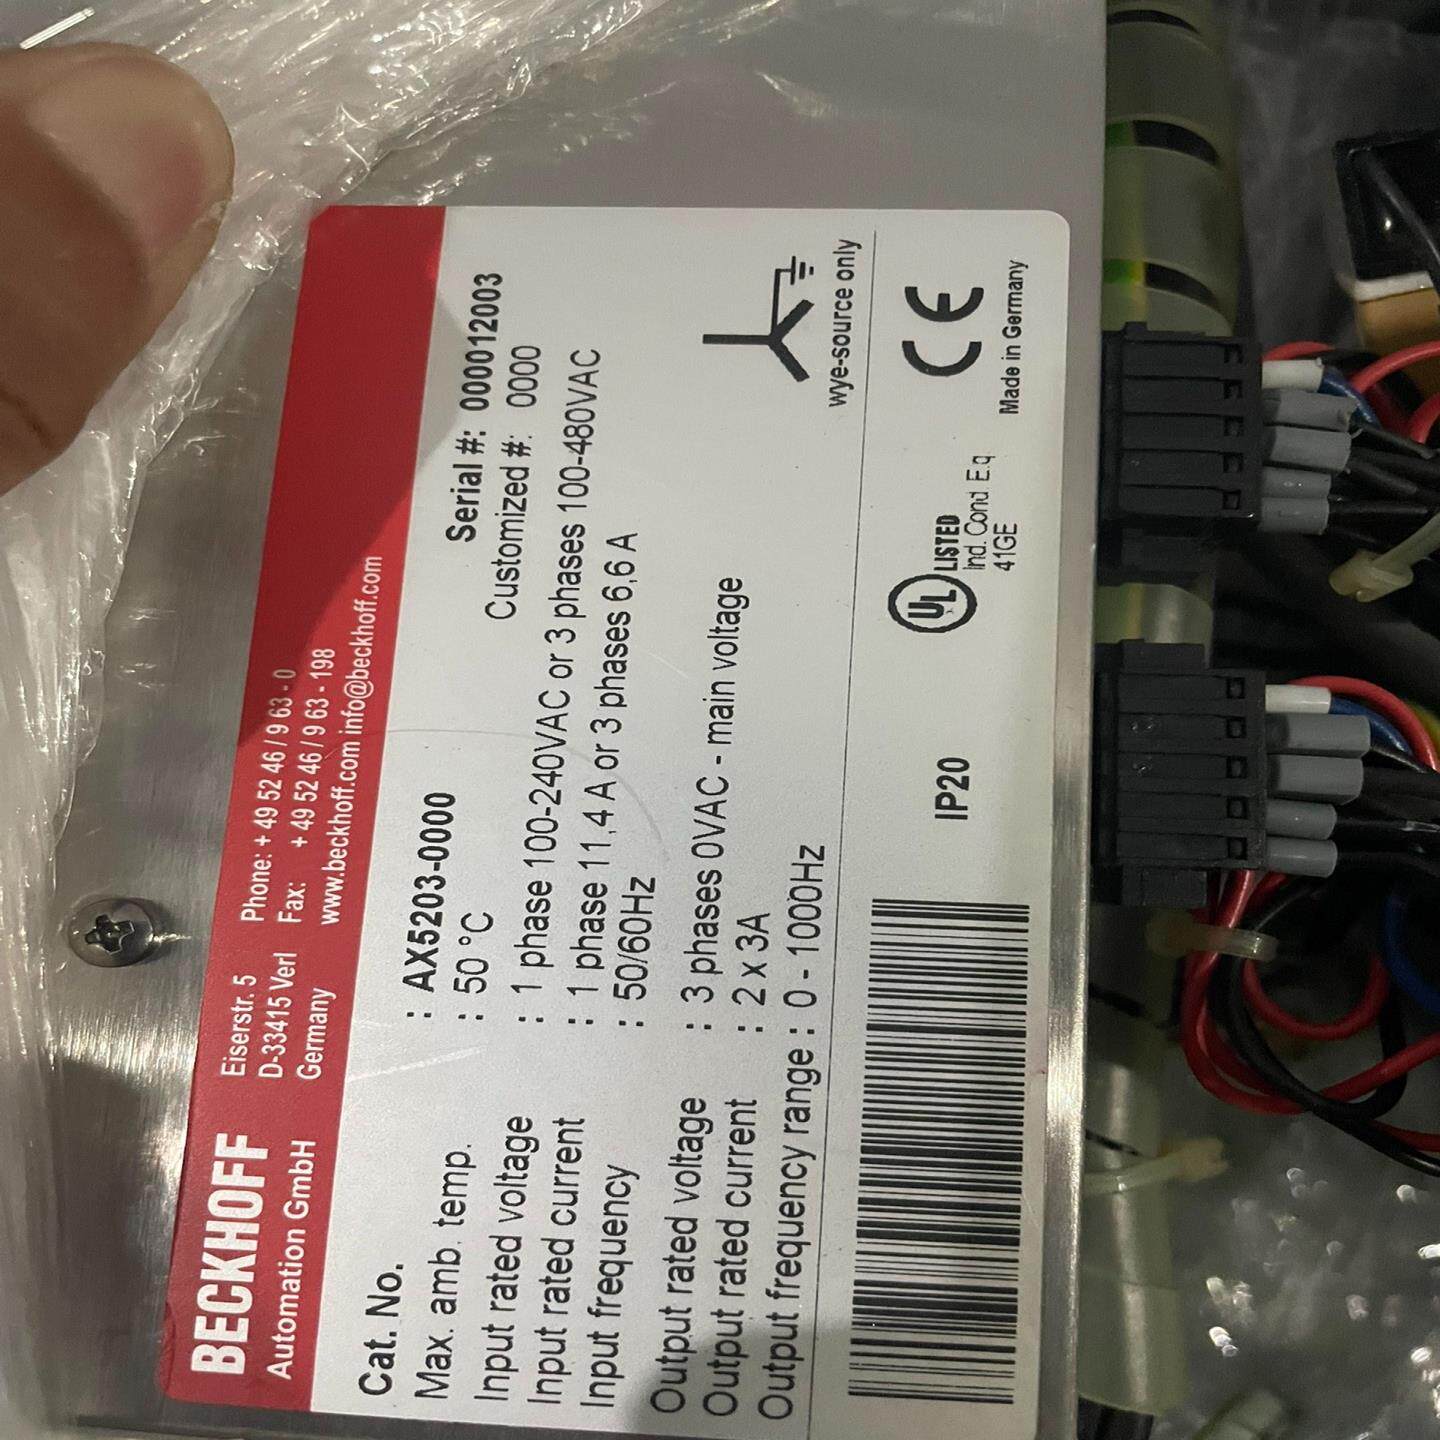 BECKHOFF
Automation GmbH
Eiserstr. 5
D-33415 Verl
Germany
Phone: + 49 52 46 / 9 63 - 0
Fax: + 49 52 46 / 9 63 - 198
www.beckhoff.com info@beckhoff.com
Cat. No. : AX5203-0000 Serial #: 000012003
Max. amb. temp. : 50 °C Customized #: 0000
Input rated voltage : 1 phase 100-240VAC or 3 phases 100-480VAC
Input rated current : 1 phase 11,4 A or 3 phases 6,6 A
Input frequency : 50/60Hz
Output rated voltage : 3 phases 0VAC - main voltage
Output rated current : 2 x 3A
Output frequency range : 0 - 1000Hz
wye-source only
IP20
UL LISTED
Ind. Cond. Eq
41GE
CE
Made in Germany